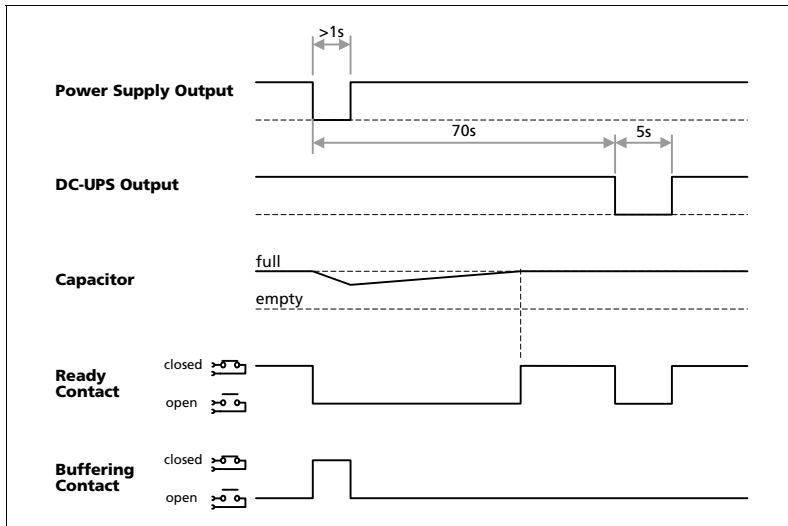 >1s
Power Supply Output
70s
5s
DC-UPS Output
full
Capacitor
empty
closed
Ready
Contact
open
closed
Buffering
Contact
open